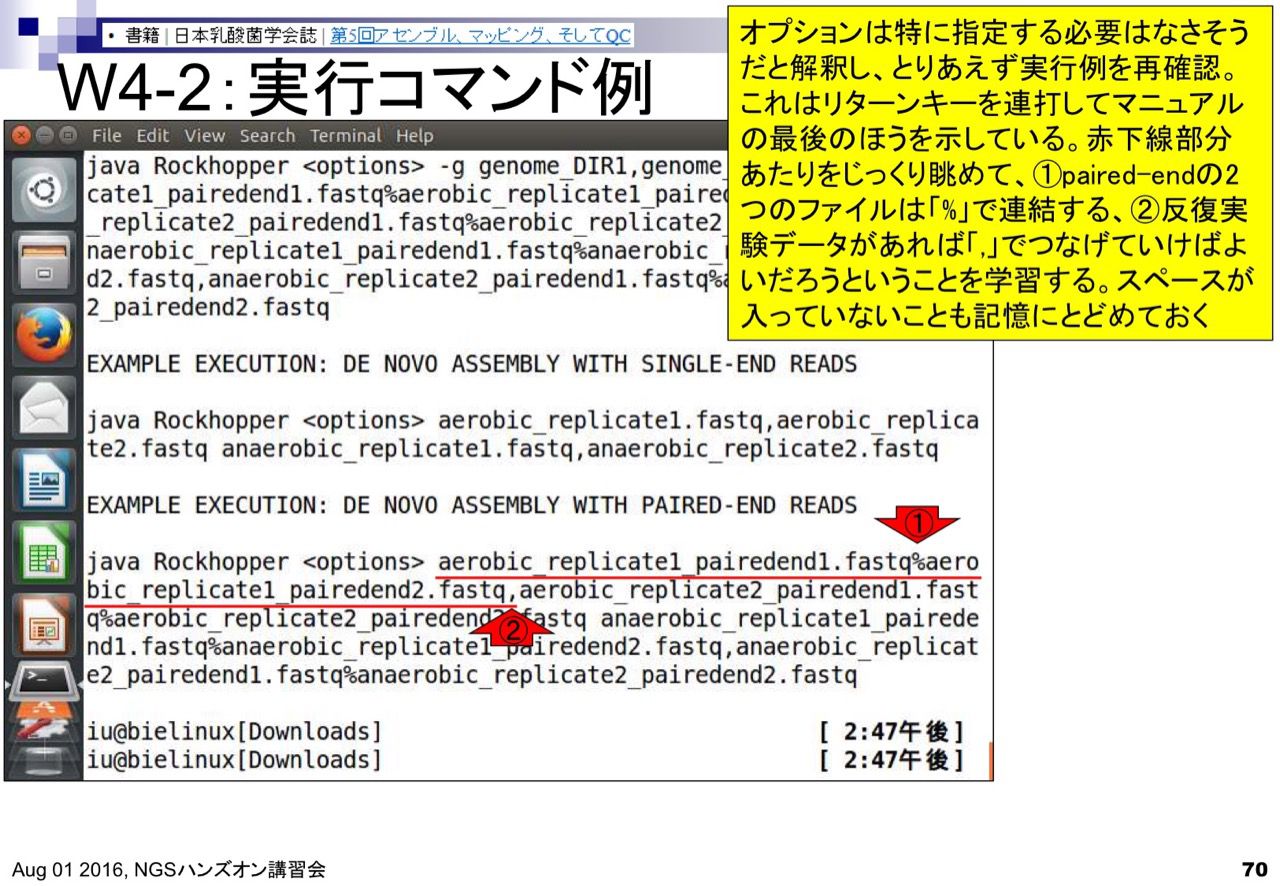 • 書籍 | 日本乳酸菌学会誌 | 第5回アセンブル、マッピング、そしてQC
W4-2：実行コマンド例
オプションは特に指定する必要はなさそう
だと解釈し、とりあえず実行例を再確認。
これはリターンキーを連打してマニュアル
の最後のほうを示している。赤下線部分
あたりをじっくり眺めて、①paired-endの2
つのファイルは「%」で連結する、②反復実
験データがあれば「,」でつなげていけばよ
いだろうということを学習する。スペースが
入っていないことも記憶にとどめておく
File Edit View Search Terminal Help
java Rockhopper <options> -g genome_DIR1,genome_
cate1_pairedend1.fastq%aerobic_replicate1_paired
_replicate2_pairedend1.fastq%aerobic_replicate2_
naerobic_replicate1_pairedend1.fastq%anaerobic_
d2.fastq,anaerobic_replicate2_pairedend1.fastq%a
2_pairedend2.fastq
EXAMPLE EXECUTION: DE NOVO ASSEMBLY WITH SINGLE-END READS
java Rockhopper <options> aerobic_replicate1.fastq,aerobic_replica
te2.fastq anaerobic_replicate1.fastq,anaerobic_replicate2.fastq
EXAMPLE EXECUTION: DE NOVO ASSEMBLY WITH PAIRED-END READS
①
java Rockhopper <options> aerobic_replicate1_pairedend1.fastq%aero
bic_replicate1_pairedend2.fastq,aerobic_replicate2_pairedend1.fast
q%aerobic_replicate2_pairedend2.fastq anaerobic_replicate1_pairede
②
nd1.fastq%anaerobic_replicate1_pairedend2.fastq,anaerobic_replicat
e2_pairedend1.fastq%anaerobic_replicate2_pairedend2.fastq
iu@bielinux[Downloads] [ 2:47午後]
iu@bielinux[Downloads] [ 2:47午後]
Aug 01 2016, NGSハンズオン講習会
70